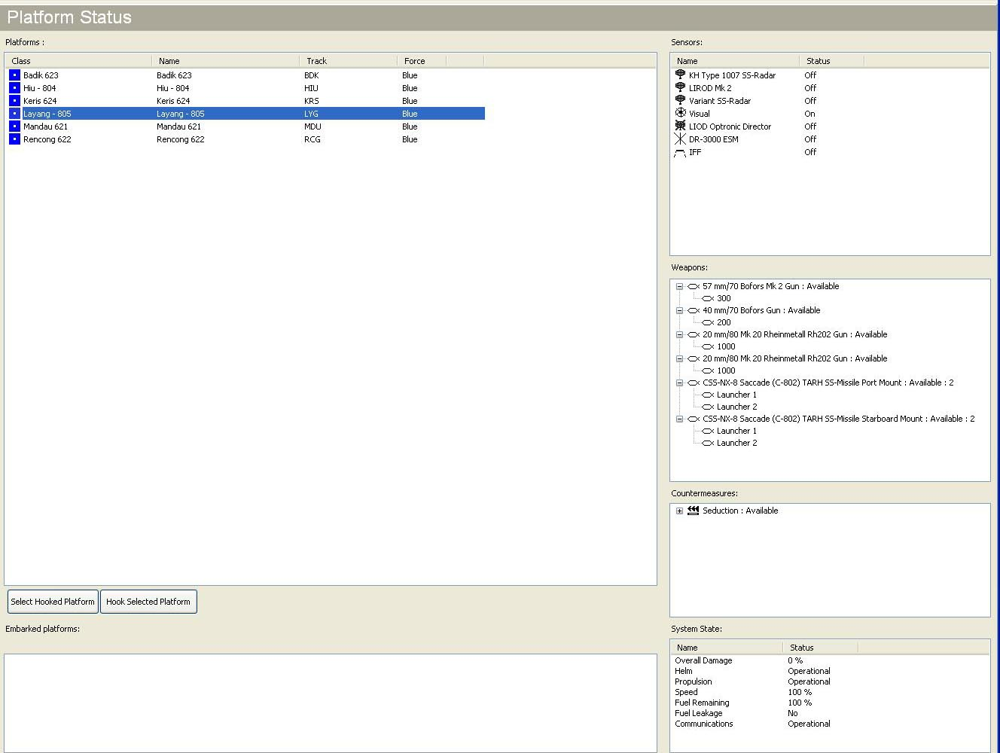 Platform Status
Platforms :
Class Name Track Force
Badik 623 Badik 623 BDK Blue
Hiu - 804 Hiu - 804 HIU Blue
Keris 624 Keris 624 KRS Blue
Layang - 805 Layang - 805 LYG Blue
Mandau 621 Mandau 621 MDU Blue
Rencong 622 Rencong 622 RCG Blue
Select Hooked Platform Hook Selected Platform
Embarked platforms:
Sensors:
Name Status
KH Type 1007 SS-Radar Off
LIROD Mk 2 Off
Variant SS-Radar Off
Visual On
LIOD Optronic Director Off
DR-3000 ESM Off
IFF Off
Weapons:
57 mm/70 Bofors Mk 2 Gun : Available
300
40 mm/70 Bofors Gun : Available
200
20 mm/80 Mk 20 Rheinmetall Rh202 Gun : Available
1000
20 mm/80 Mk 20 Rheinmetall Rh202 Gun : Available
1000
CSS-NX-8 Saccade (C-802) TARH SS-Missile Port Mount : Available : 2
Launcher 1
Launcher 2
CSS-NX-8 Saccade (C-802) TARH SS-Missile Starboard Mount : Available : 2
Launcher 1
Launcher 2
Countermeasures:
Seduction : Available
System State:
Name Status
Overall Damage 0 %
Helm Operational
Propulsion Operational
Speed 100 %
Fuel Remaining 100 %
Fuel Leakage No
Communications Operational